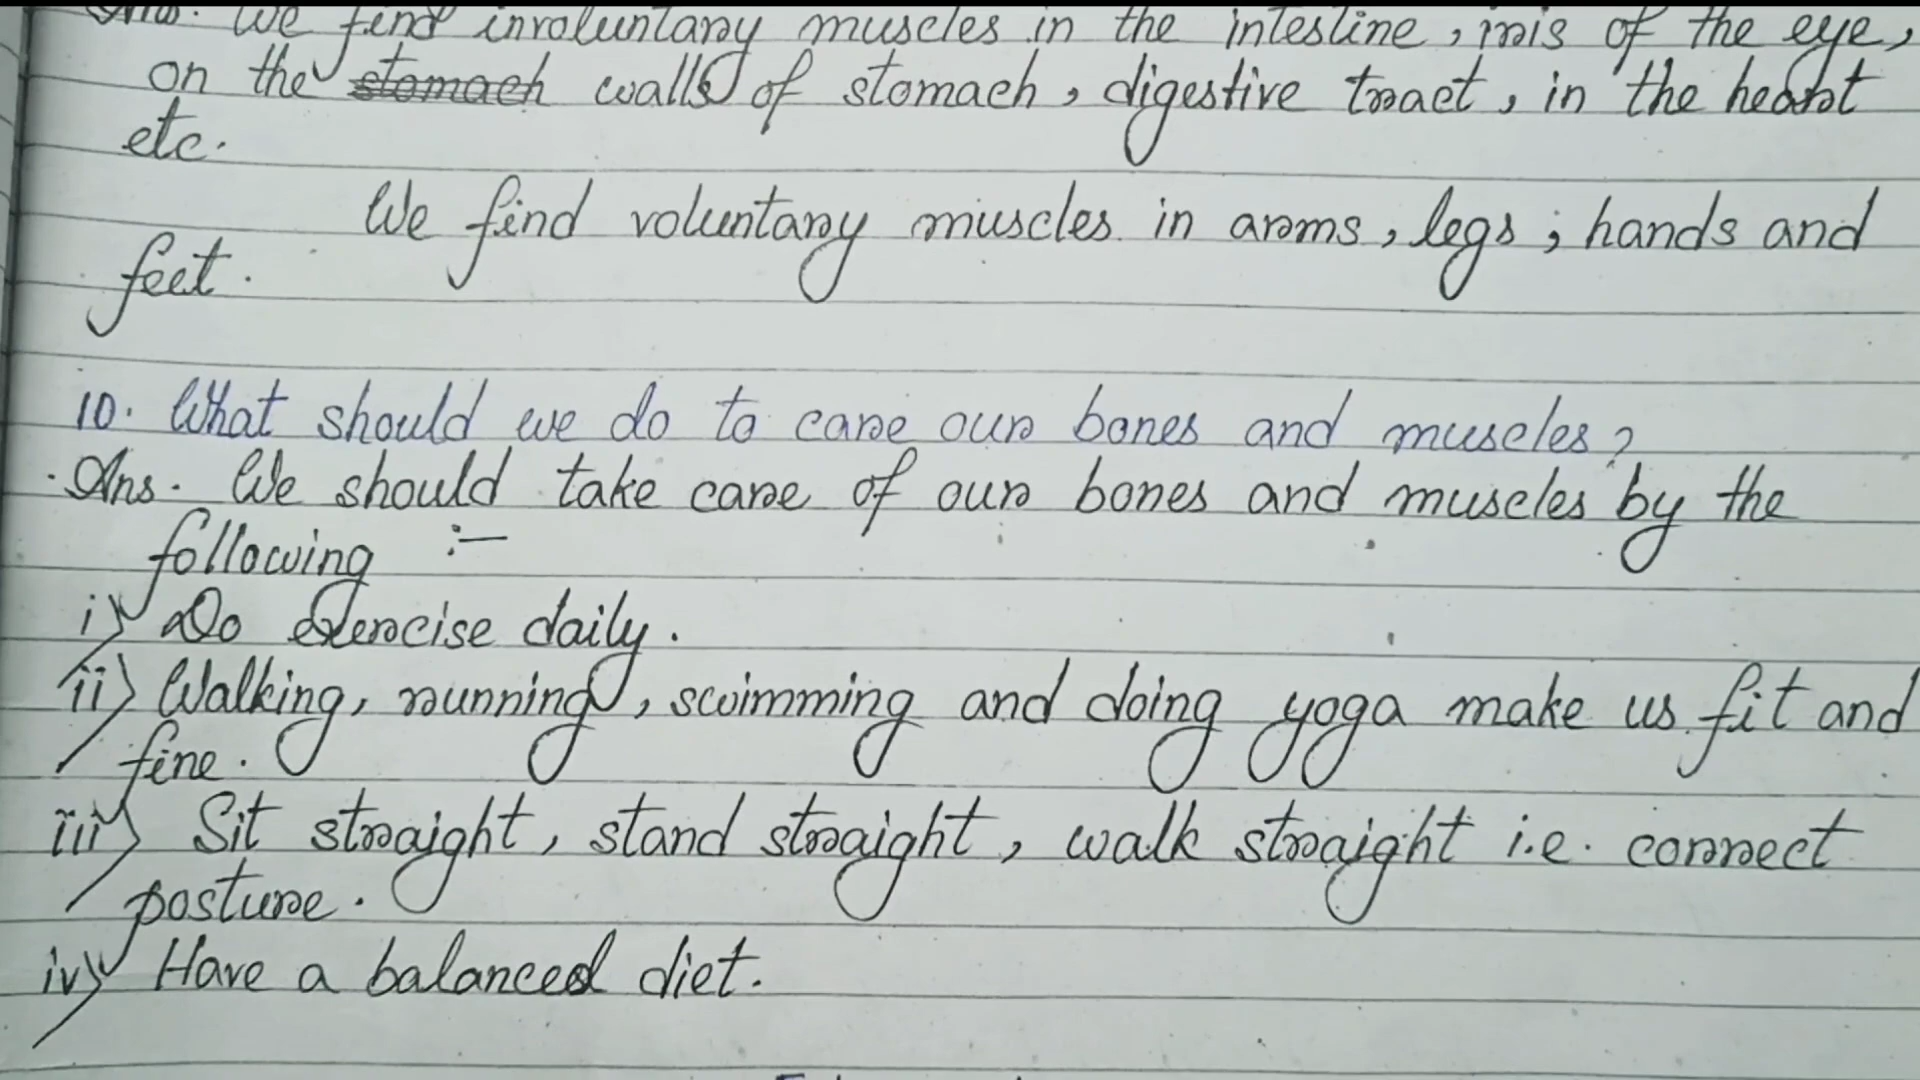 Ans. We find involuntary muscles in the intestine, iris of the eye,
on the stomach walls of stomach, digestive tract, in the heart
etc.
We find voluntary muscles in arms, legs, hands and
feet.
10. What should we do to care our bones and muscles?
Ans. We should take care of our bones and muscles by the
following :-
i) Do Exercise daily.
ii) Walking, running, swimming and doing yoga make us fit and
fine.
iii) Sit straight, stand straight, walk straight i.e. correct
posture.
iv) Have a balanced diet.